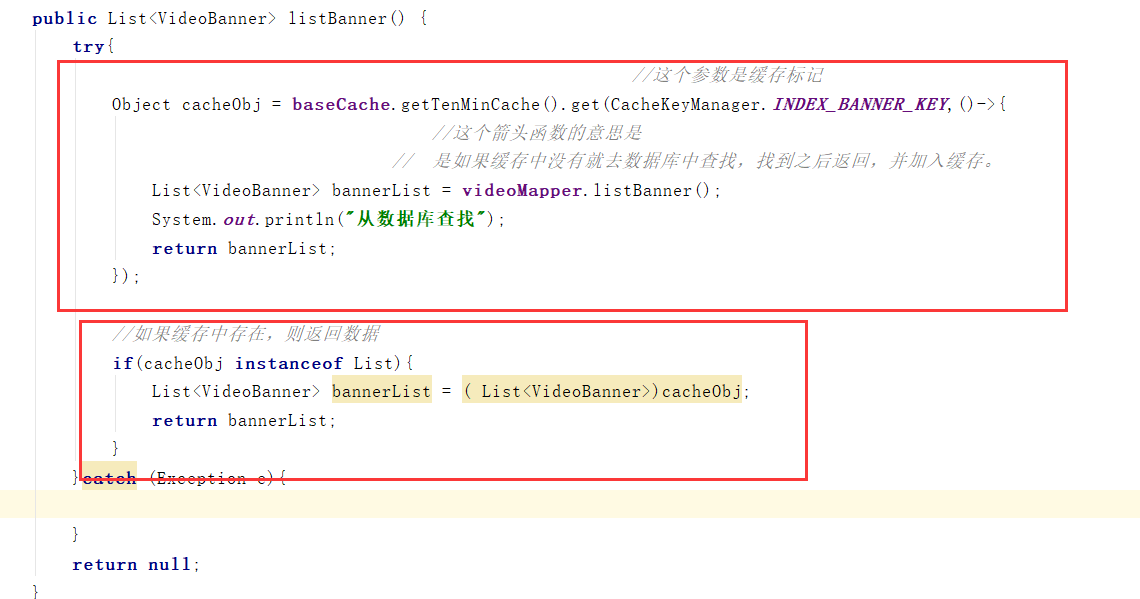 public List<VideoBanner> listBanner() {
try{
//这个参数是缓存标记
Object cacheObj = baseCache.getTenMinCache().get(CacheKeyManager.INDEX_BANNER_KEY,()->{
//这个箭头函数的意思是
// 是如果缓存中没有就去数据库中查找，找到之后返回，并加入缓存。
List<VideoBanner> bannerList = videoMapper.listBanner();
System.out.println("从数据库查找");
return bannerList;
});
//如果缓存中存在，则返回数据
if(cacheObj instanceof List){
List<VideoBanner> bannerList = ( List<VideoBanner>)cacheObj;
return bannerList;
}
}catch (Exception e){
}
return null;
}